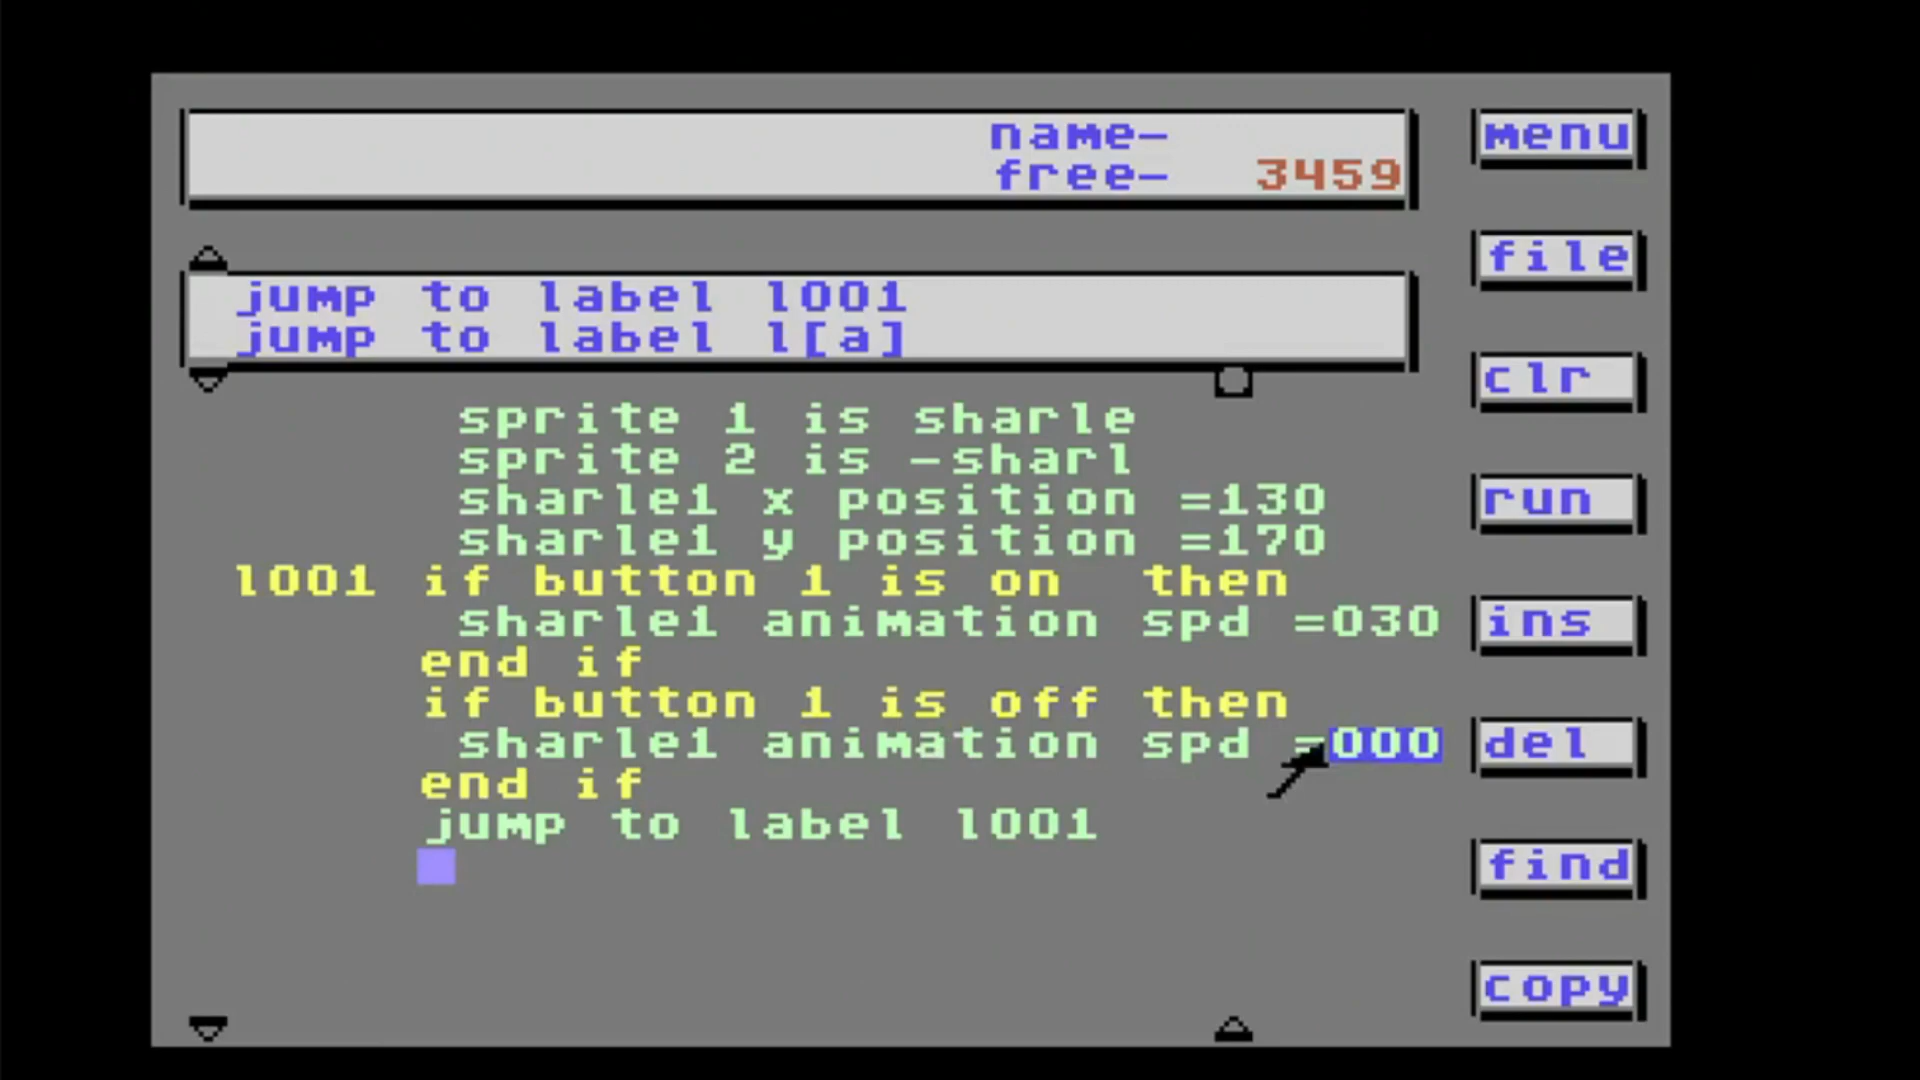 name-
free- 3459
menu
file
jump to label l001
jump to label l[a]
clr
sprite 1 is sharle
sprite 2 is -sharl
sharle1 x position =130
run
sharle1 y position =170
l001 if button 1 is on then
sharle1 animation spd =030
ins
end if
if button 1 is off then
sharle1 animation spd =000
del
end if
jump to label l001
find
copy